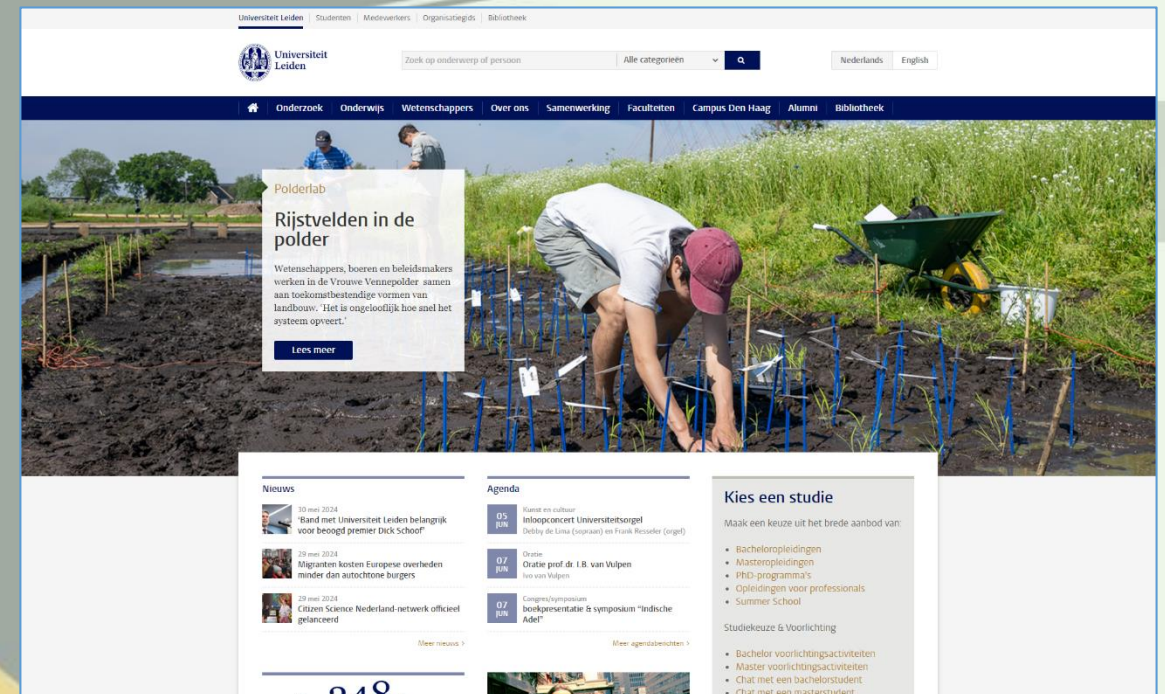 Universiteit Leiden
Studenten
Medewerkers
Organisatiegids
Bibliotheek
Universiteit
Leiden
Zoek op onderwerp of persoon
Alle categorieën
Nederlands
English
Onderzoek
Onderwijs
Wetenschappers
Over ons
Samenwerking
Faculteiten
Campus Den Haag
Alumni
Bibliotheek
Polderlab
Rijstvelden in de
polder
Wetenschappers, boeren en beleidsmakers
werken in de Vrouwe Vennepolder samen
aan toekomstbestendige vormen van
landbouw. 'Het is ongelooflijk hoe snel het
systeem opveert.'
Lees meer
Nieuws
30 mei 2024
'Band met Universiteit Leiden belangrijk
voor beoogd premier Dick Schoof'
29 mei 2024
Migranten kosten Europese overheden
minder dan autochtone burgers
29 mei 2024
Citizen Science Nederland-netwerk officieel
gelanceerd
Meer nieuws >
Agenda
05
JUN
Kunst en cultuur
Inloopconcert Universiteitsorgel
Debby de Lima (sopraan) en Frank Resseler (orgel)
07
JUN
Oratie
Oratie prof.dr. I.B. van Vulpen
Ivo van Vulpen
07
JUN
Congres/symposium
boekpresentatie & symposium "Indische
Adel"
Meer agendaberichten >
Kies een studie
Maak een keuze uit het brede aanbod van:
• Bacheloropleidingen
• Masteropleidingen
• PhD-programma's
• Opleidingen voor professionals
• Summer School
Studiekeuze & Voorlichting
• Bachelor voorlichtingsactiviteiten
• Master voorlichtingsactiviteiten
• Chat met een bachelorstudent
• Chat met een masterstudent